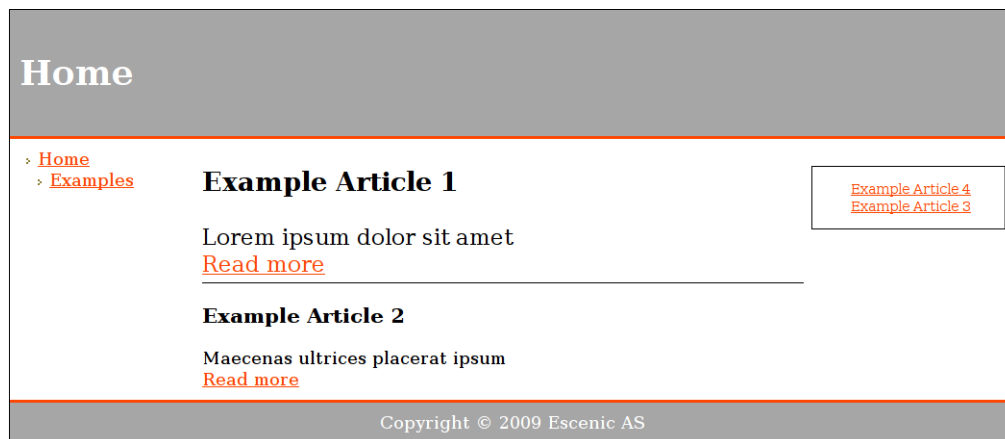 Home
Home
Examples
Example Article 1
Lorem ipsum dolor sit amet
Read more
Example Article 2
Maecenas ultrices placerat ipsum
Read more
Example Article 4
Example Article 3
Copyright © 2009 Escenic AS